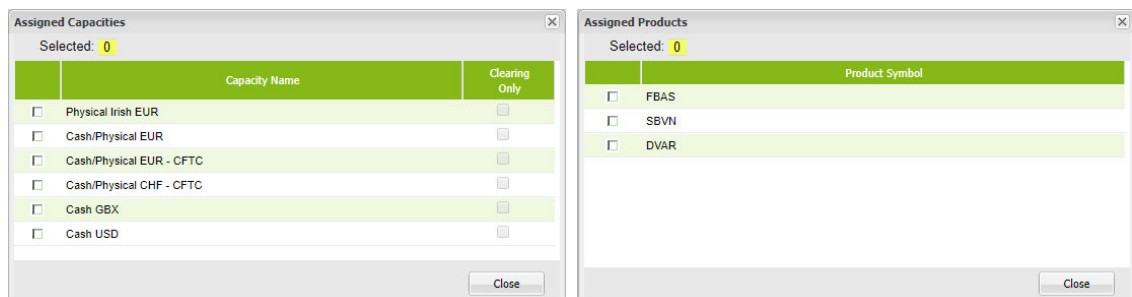 Assigned Capacities
Selected: 0
Capacity Name
Clearing
Only
Physical Irish EUR
Cash/Physical EUR
Cash/Physical EUR - CFTC
Cash/Physical CHF - CFTC
Cash GBX
Cash USD
Close
Assigned Products
Selected: 0
Product Symbol
FBAS
SBVN
DVAR
Close